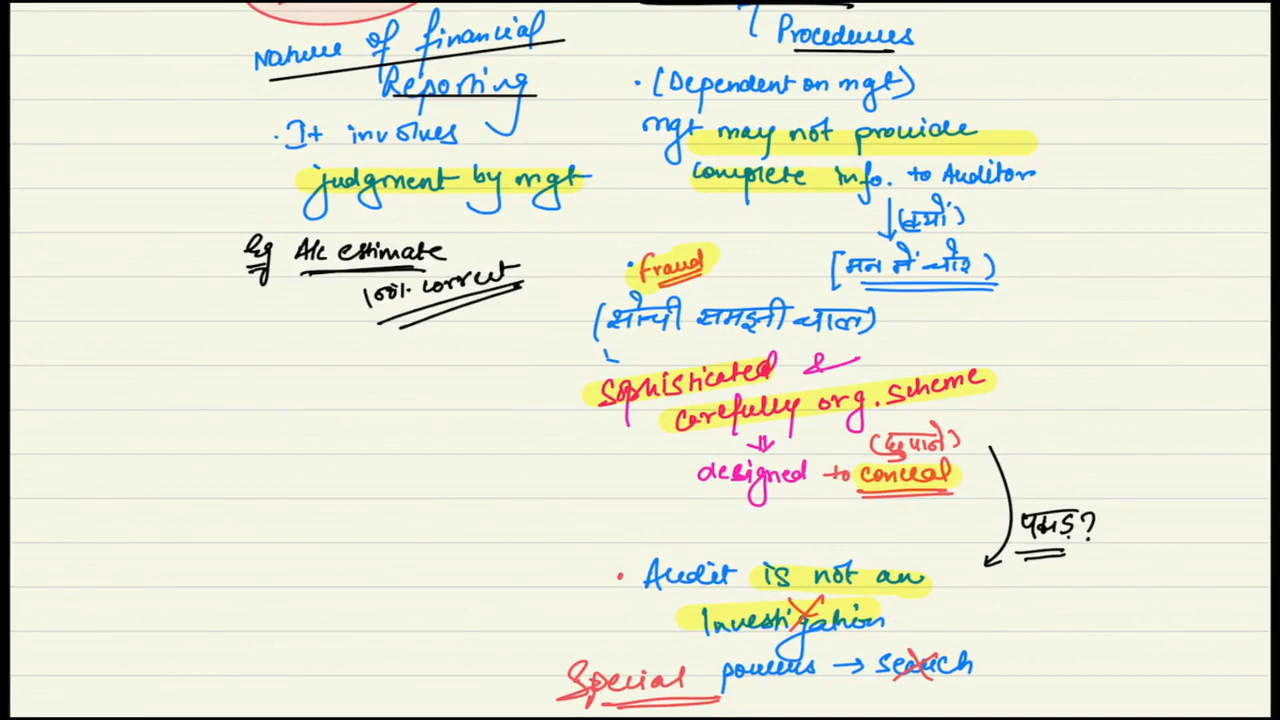 Nature of financial
Reporting
· It involves
judgment by mgt
Eg A/c estimate
100% correct
Procedures
· (Dependent on mgt)
mgt may not provide
complete info. to Auditor
(क्यों)
(मन में चोर)
· fraud
(सोची समझी चाल)
Sophisticated &
carefully org. scheme
(छुपाने)
designed to conceal
पकड़?
· Audit is not an
Investigation
Special powers → search